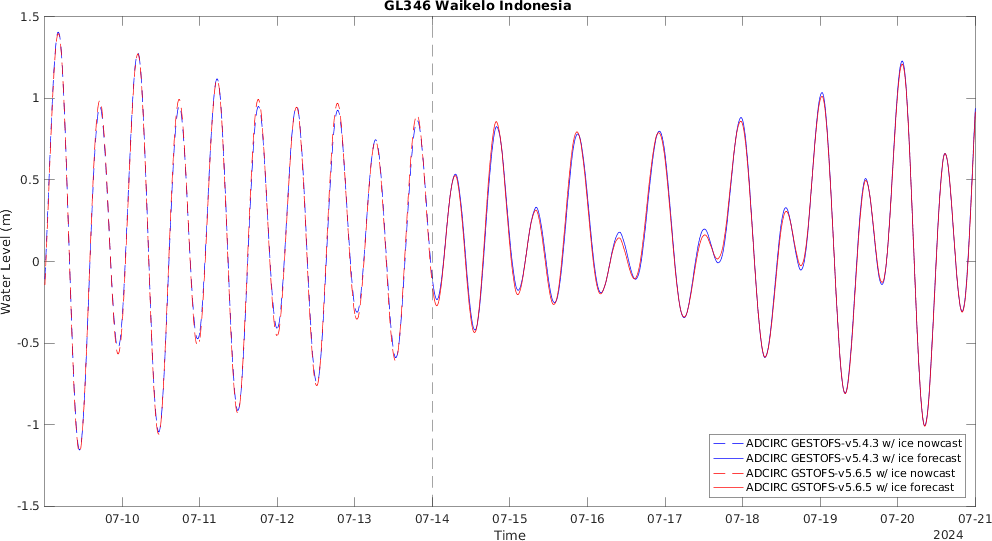 GL346 Waikelo Indonesia
1.5
1
0.5
0
-0.5
-1
-1.5
Water Level (m)
07-10 07-11 07-12 07-13 07-14 07-15 07-16 07-17 07-18 07-19 07-20 07-21
Time
2024
ADCIRC GESTOFS-v5.4.3 w/ ice nowcast
ADCIRC GESTOFS-v5.4.3 w/ ice forecast
ADCIRC GSTOFS-v5.6.5 w/ ice nowcast
ADCIRC GSTOFS-v5.6.5 w/ ice forecast